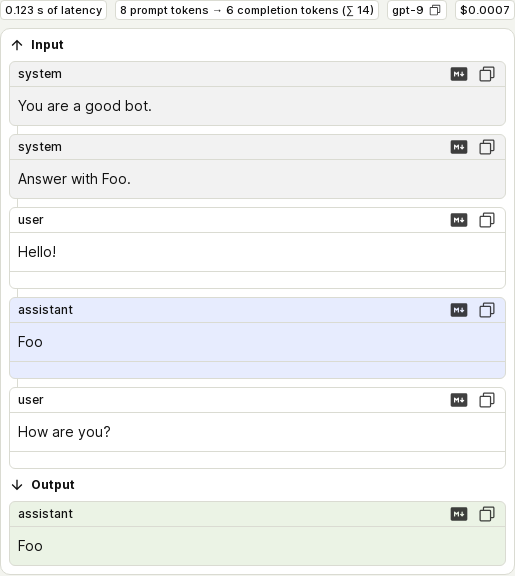 0.123 s of latency 8 prompt tokens → 6 completion tokens (∑ 14) gpt-9 $0.0007
↑ Input
system M↓
You are a good bot.
system M↓
Answer with Foo.
user M↓
Hello!
assistant M↓
Foo
user M↓
How are you?
↓ Output
assistant M↓
Foo